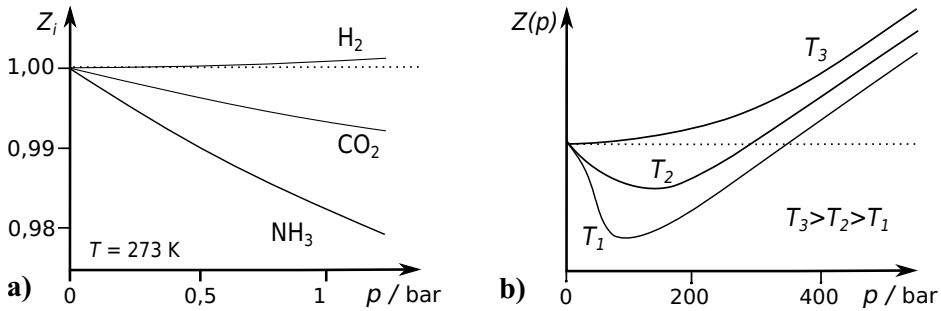 Z_i
1,00
0,99
0,98
H₂
CO₂
NH₃
T = 273 K
0
0,5
1
p / bar
a)
Z(p)
T₃
T₂
T₁
T₃>T₂>T₁
0
200
400
p / bar
b)